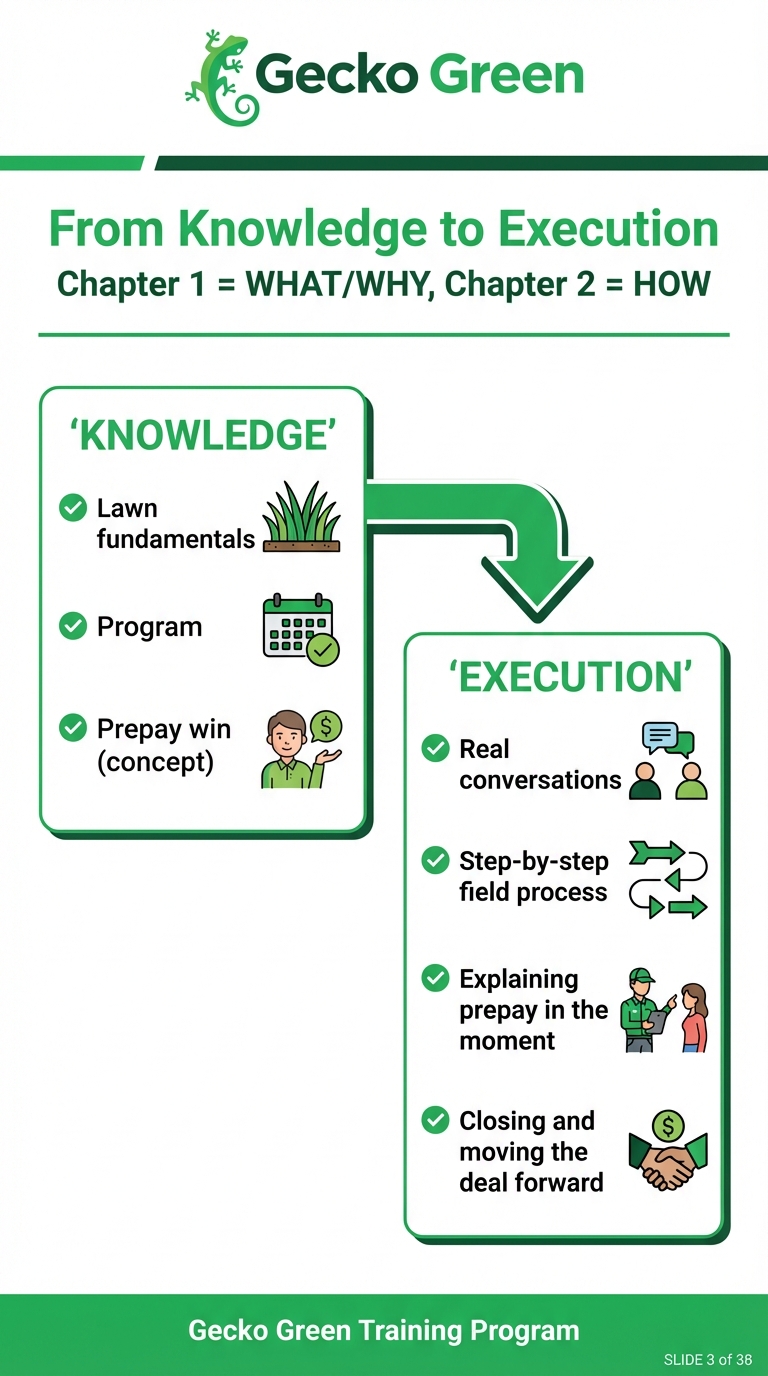 Gecko Green
From Knowledge to Execution
Chapter 1 = WHAT/WHY, Chapter 2 = HOW
‘KNOWLEDGE’
Lawn
fundamentals
Program
Prepay win
(concept)
$
‘EXECUTION’
Real
conversations
Step-by-step
field process
Explaining
prepay in the
moment
Closing and
moving the
deal forward
$
Gecko Green Training Program
SLIDE 3 of 38